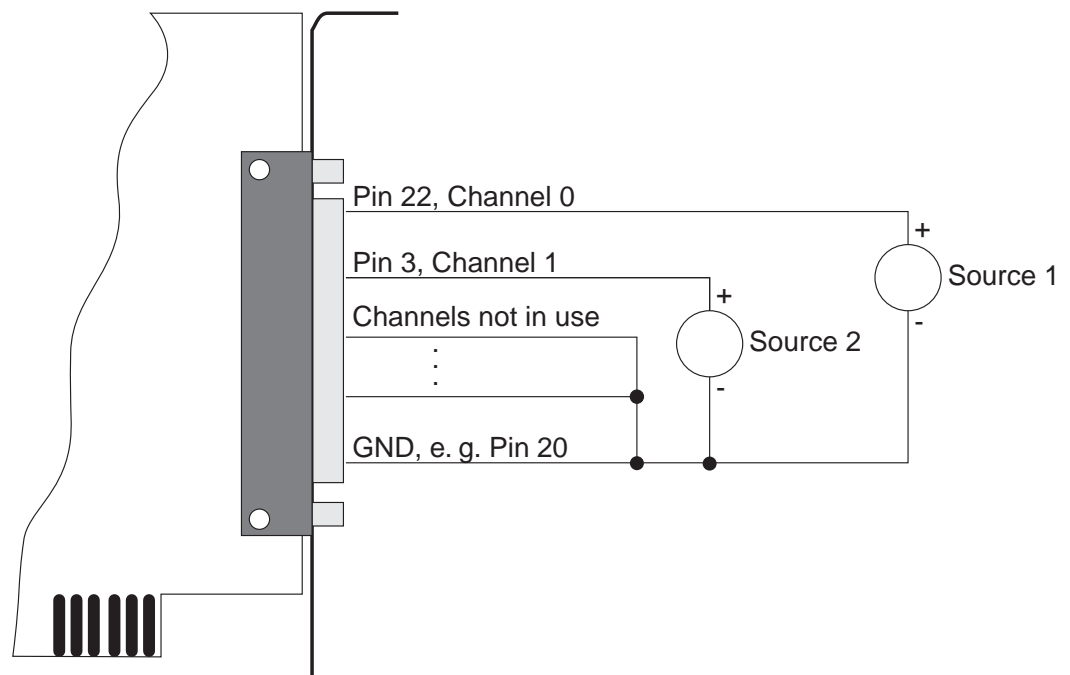 Pin 22, Channel 0
+
Source 1
-
Pin 3, Channel 1
+
Source 2
-
Channels not in use
.
.
.
GND, e. g. Pin 20